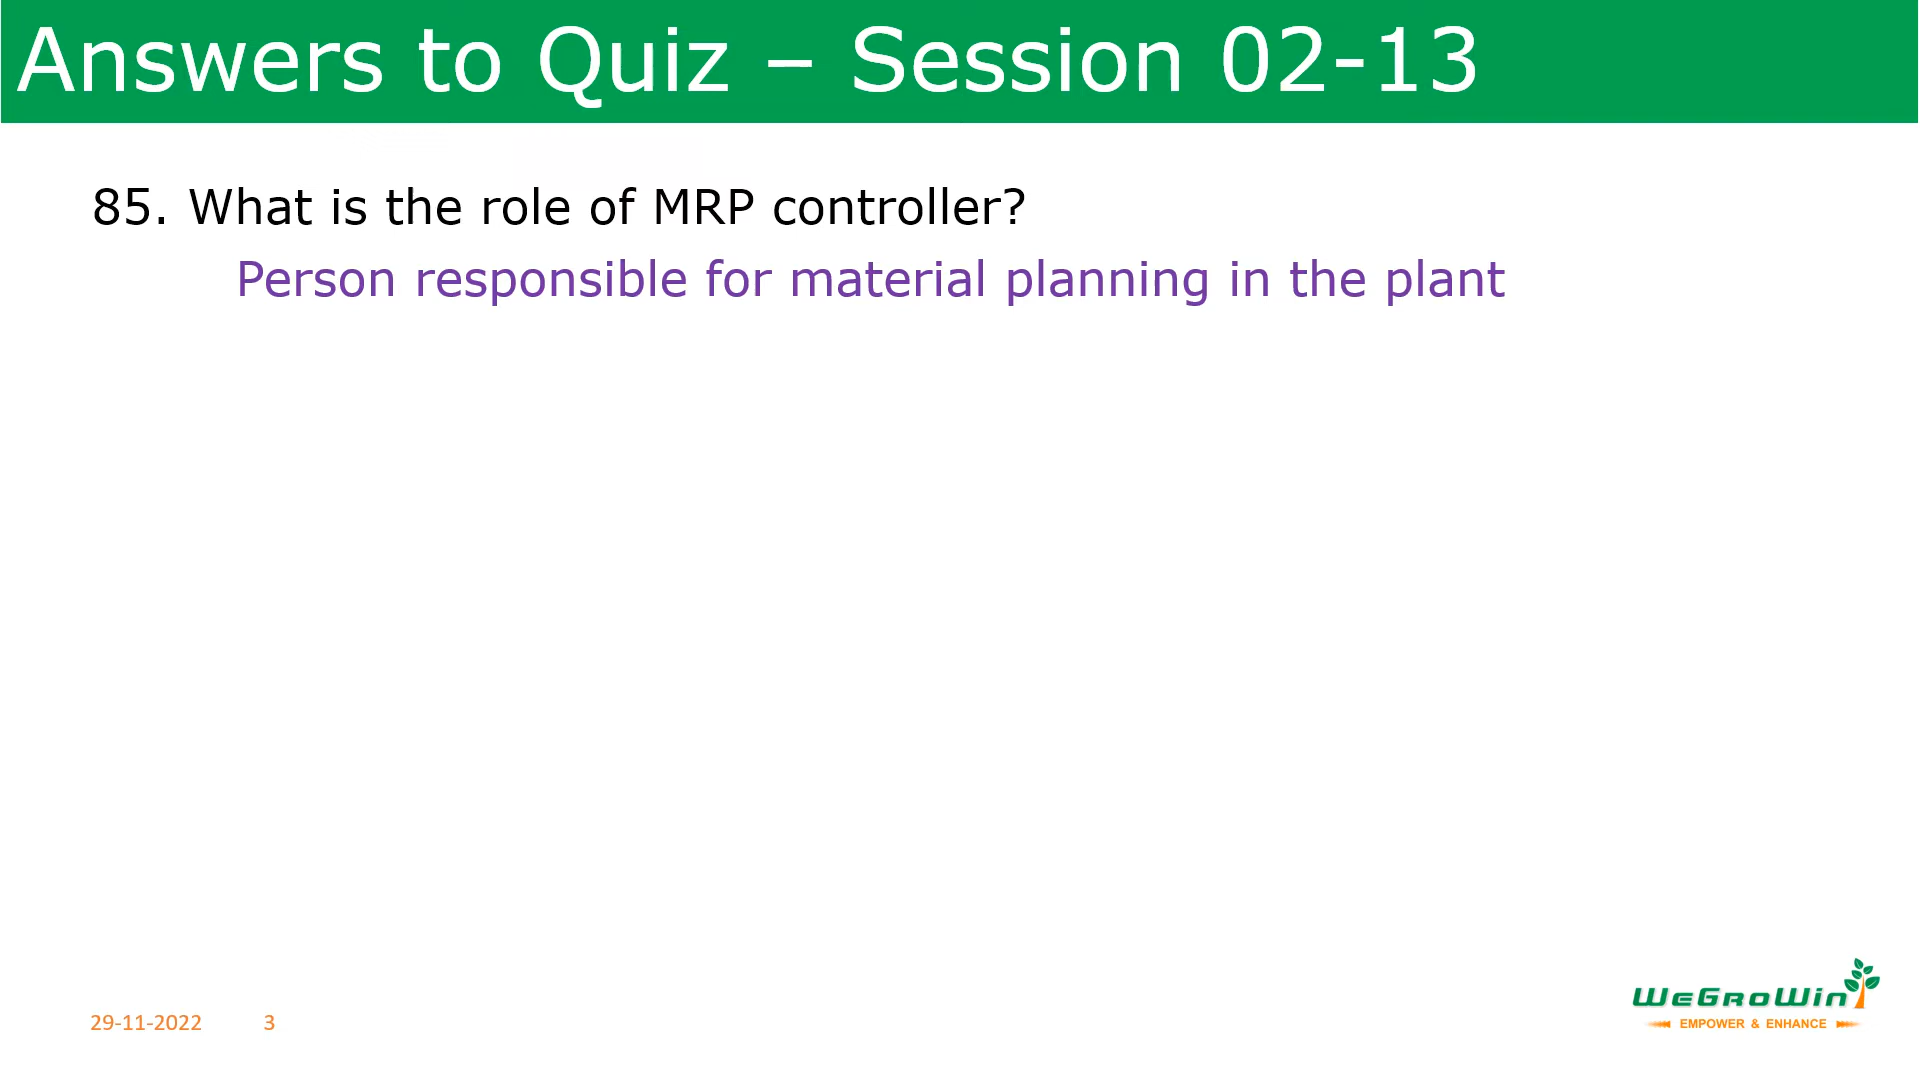 Answers to Quiz – Session 02-13
85. What is the role of MRP controller?
Person responsible for material planning in the plant
29-11-2022 3
WeGroWin
EMPOWER & ENHANCE